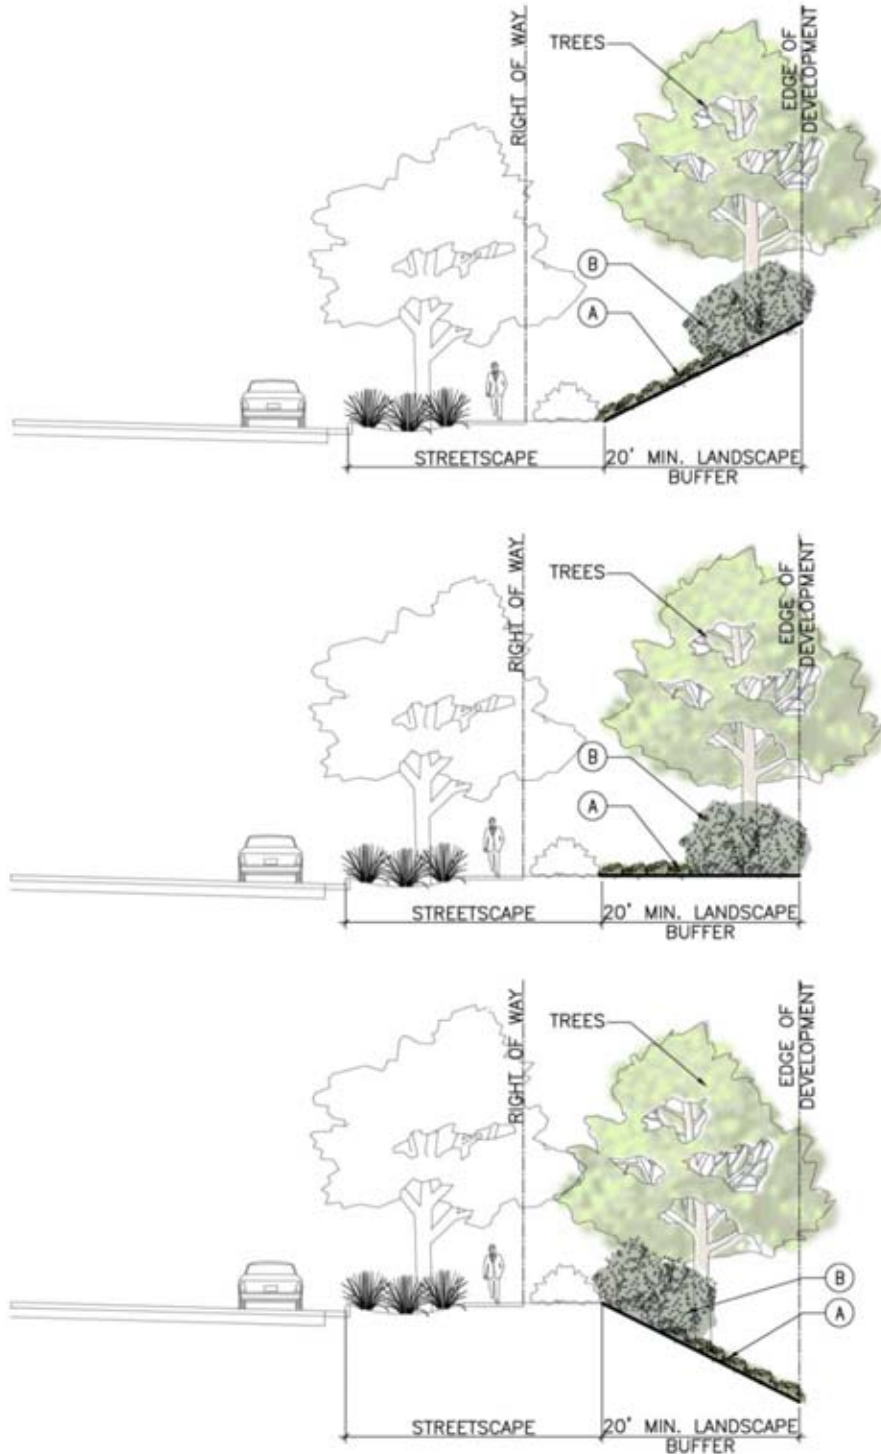 RIGHT OF WAY
TREES
EDGE OF
DEVELOPMENT
B
A
STREETSCAPE
20' MIN. LANDSCAPE
BUFFER
RIGHT OF WAY
TREES
EDGE OF
DEVELOPMENT
B
A
STREETSCAPE
20' MIN. LANDSCAPE
BUFFER
RIGHT OF WAY
TREES
EDGE OF
DEVELOPMENT
B
A
STREETSCAPE
20' MIN. LANDSCAPE
BUFFER